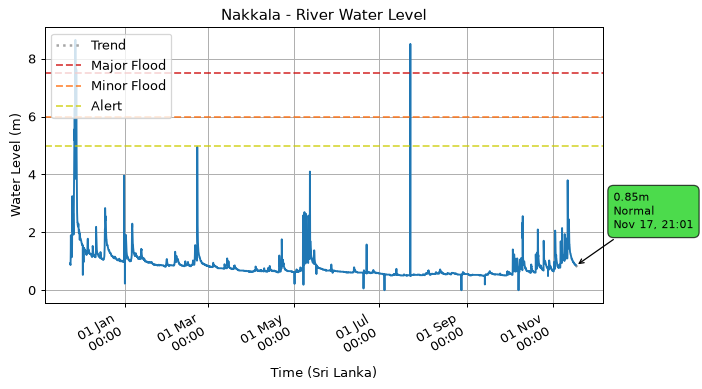 Nakkala - River Water Level
Trend
Major Flood
Minor Flood
Alert
Water Level (m)
8
6
4
2
0
0.85m
Normal
Nov 17, 21:01
01 Jan
00:00
01 Mar
00:00
01 May
00:00
01 Jul
00:00
01 Sep
00:00
01 Nov
00:00
Time (Sri Lanka)